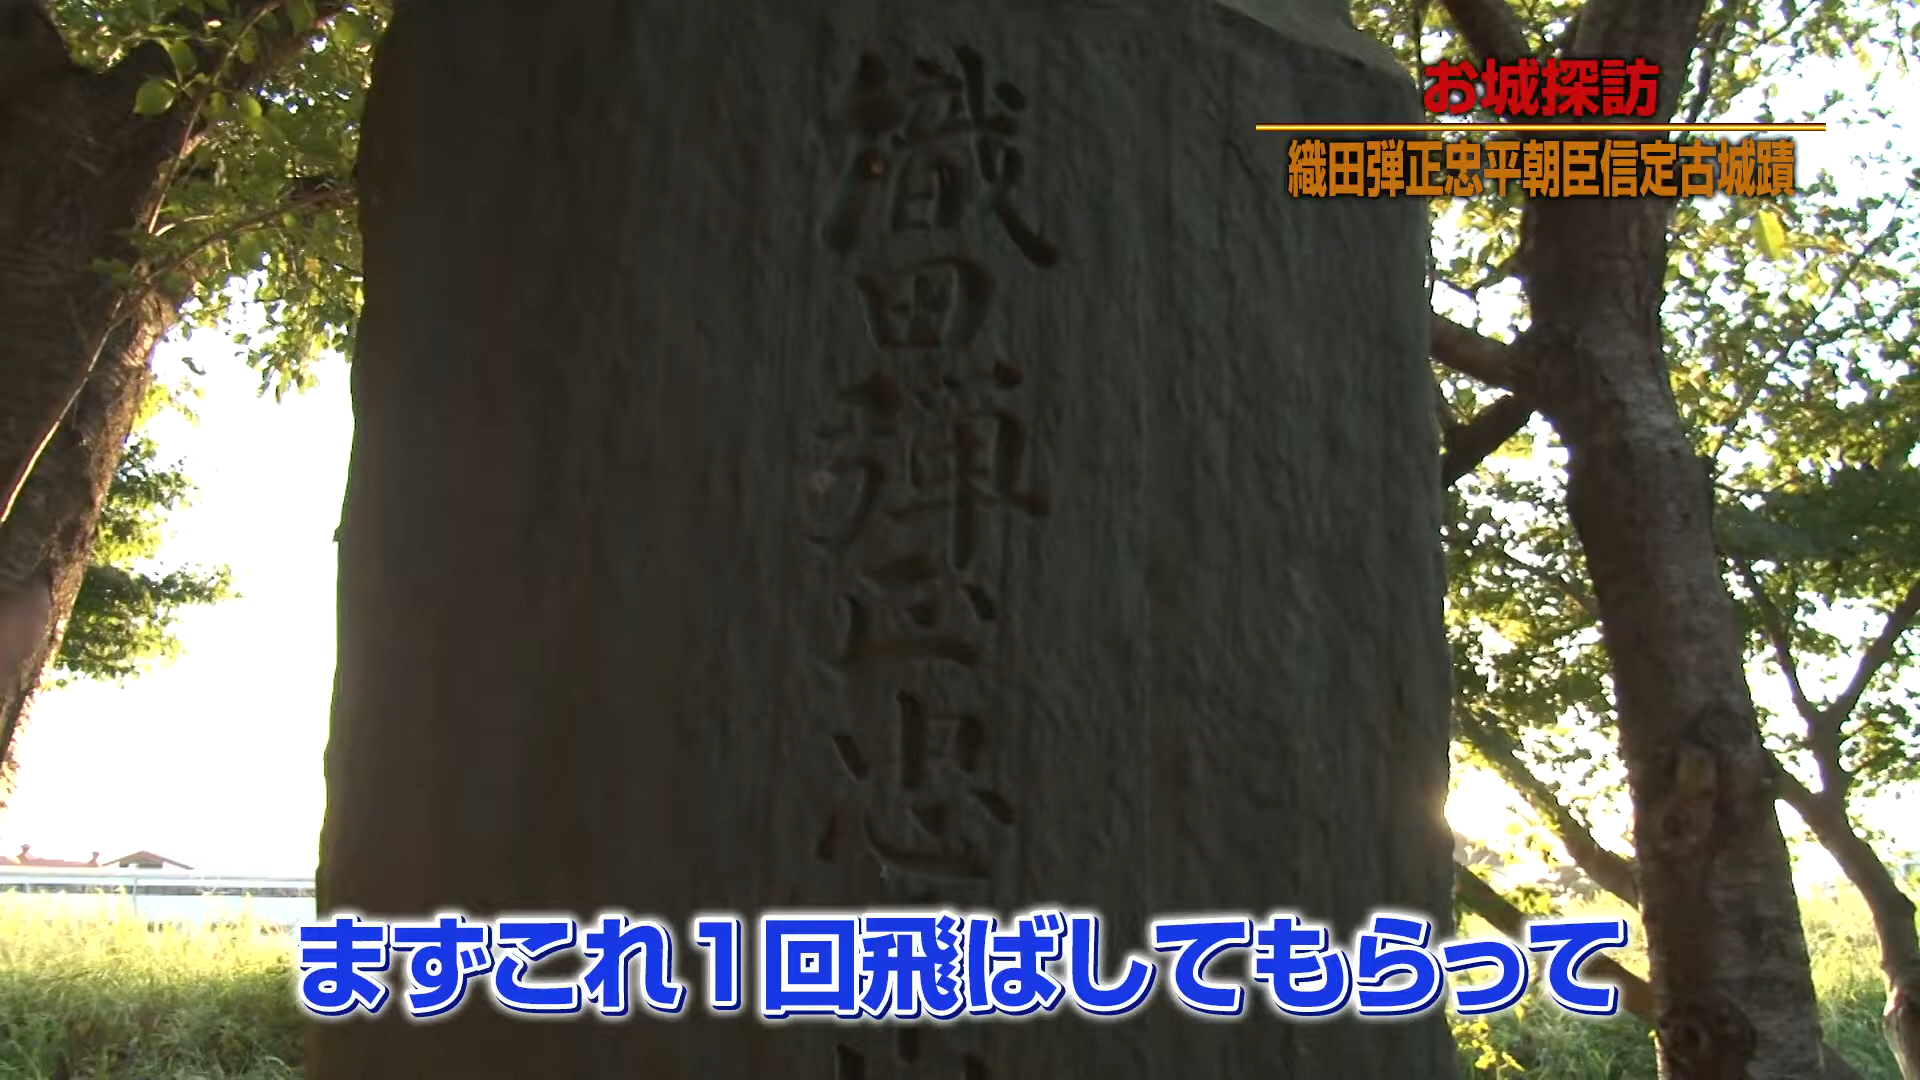 お城探訪
織田弾正忠平朝臣信定古城蹟
織田弾正忠
まずこれ1回飛ばしてもらって